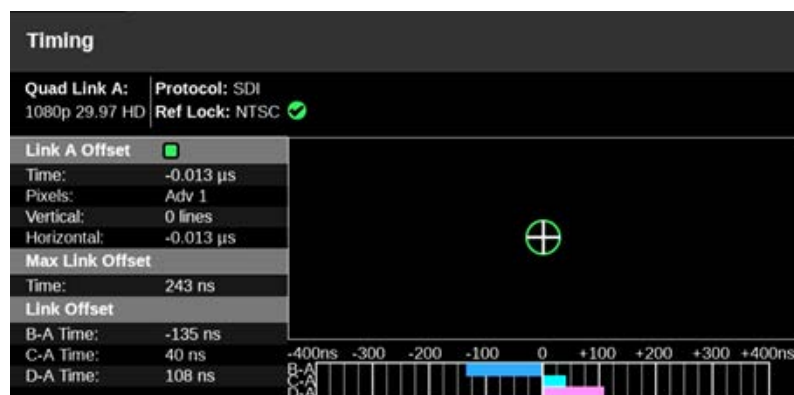 Timing
Quad Link A: Protocol: SDI
1080p 29.97 HD Ref Lock: NTSC
Link A Offset
Time: -0.013 µs
Pixels: Adv 1
Vertical: 0 lines
Horizontal: -0.013 µs
Max Link Offset
Time: 243 ns
Link Offset
B-A Time: -135 ns
C-A Time: 40 ns
D-A Time: 108 ns
-400ns -300 -200 -100 0 +100 +200 +300 +400ns
B-A
C-A
D-A